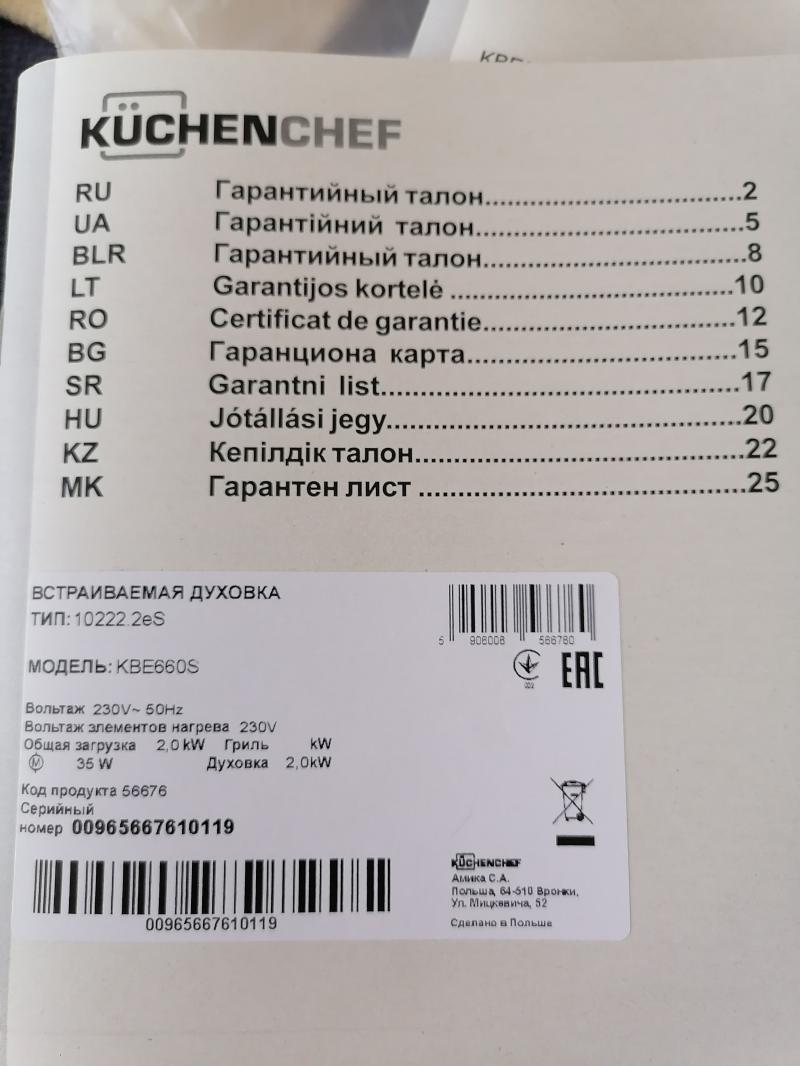 KÜCHENCHEF
RU Гарантийный талон..............................2
UA Гарантійний талон..............................5
BLR Гарантийный талон..............................8
LT Garantijos kortelė ..............................10
RO Certificat de garantie..............................12
BG Гаранциона карта..............................15
SR Garantni list..............................17
HU Jótállási jegy..............................20
KZ Кепілдік талон..............................22
MK Гарантен лист ..............................25
ВСТРАИВАЕМАЯ ДУХОВКА
ТИП: 10222.2eS
МОДЕЛЬ: KBE660S
5 906006 566760
002
EAC
Вольтаж 230V~ 50Hz
Вольтаж элементов нагрева 230V
Общая загрузка 2,0 kW Гриль kW
M 35 W Духовка 2,0kW
Код продукта 56676
Серийный
номер 00965667610119
00965667610119
KÜCHENCHEF
Амика С.А.
Польша, 64-510 Вронки,
Ул. Мицкевича, 52
Сделано в Польше